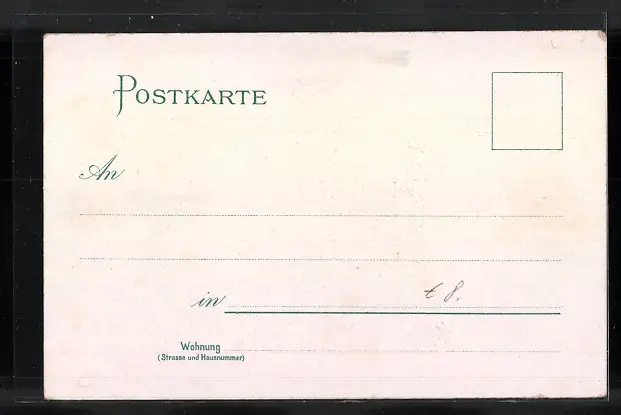 POSTKARTE
An
in
Wohnung
(Strasse und Hausnummer)